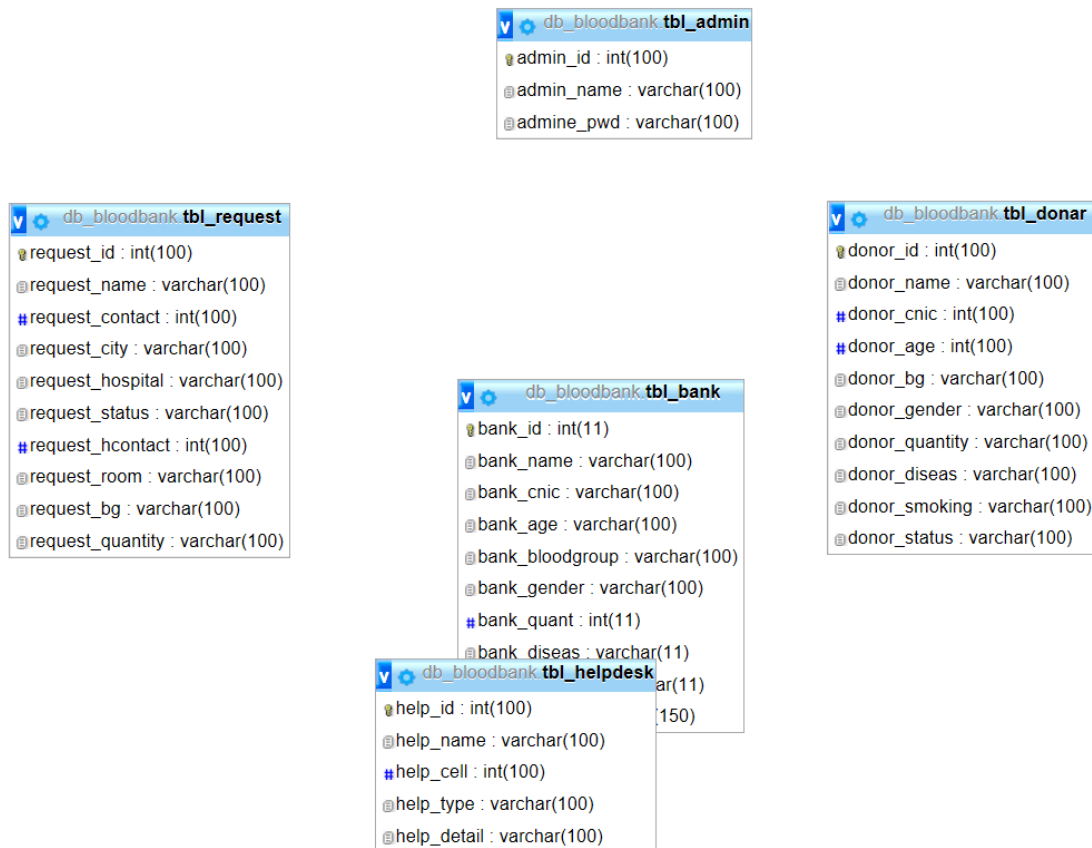 db_bloodbank.tbl_admin
admin_id : int(100)
admin_name : varchar(100)
admine_pwd : varchar(100)
db_bloodbank.tbl_request
request_id : int(100)
request_name : varchar(100)
request_contact : int(100)
request_city : varchar(100)
request_hospital : varchar(100)
request_status : varchar(100)
request_hcontact : int(100)
request_room : varchar(100)
request_bg : varchar(100)
request_quantity : varchar(100)
db_bloodbank.tbl_donar
donor_id : int(100)
donor_name : varchar(100)
donor_cnic : int(100)
donor_age : int(100)
donor_bg : varchar(100)
donor_gender : varchar(100)
donor_quantity : varchar(100)
donor_diseas : varchar(100)
donor_smoking : varchar(100)
donor_status : varchar(100)
db_bloodbank.tbl_bank
bank_id : int(11)
bank_name : varchar(100)
bank_cnic : varchar(100)
bank_age : varchar(100)
bank_bloodgroup : varchar(100)
bank_gender : varchar(100)
bank_quant : int(11)
bank_diseas : varchar(11)
ar(11)
(150)
db_bloodbank.tbl_helpdesk
help_id : int(100)
help_name : varchar(100)
help_cell : int(100)
help_type : varchar(100)
help_detail : varchar(100)